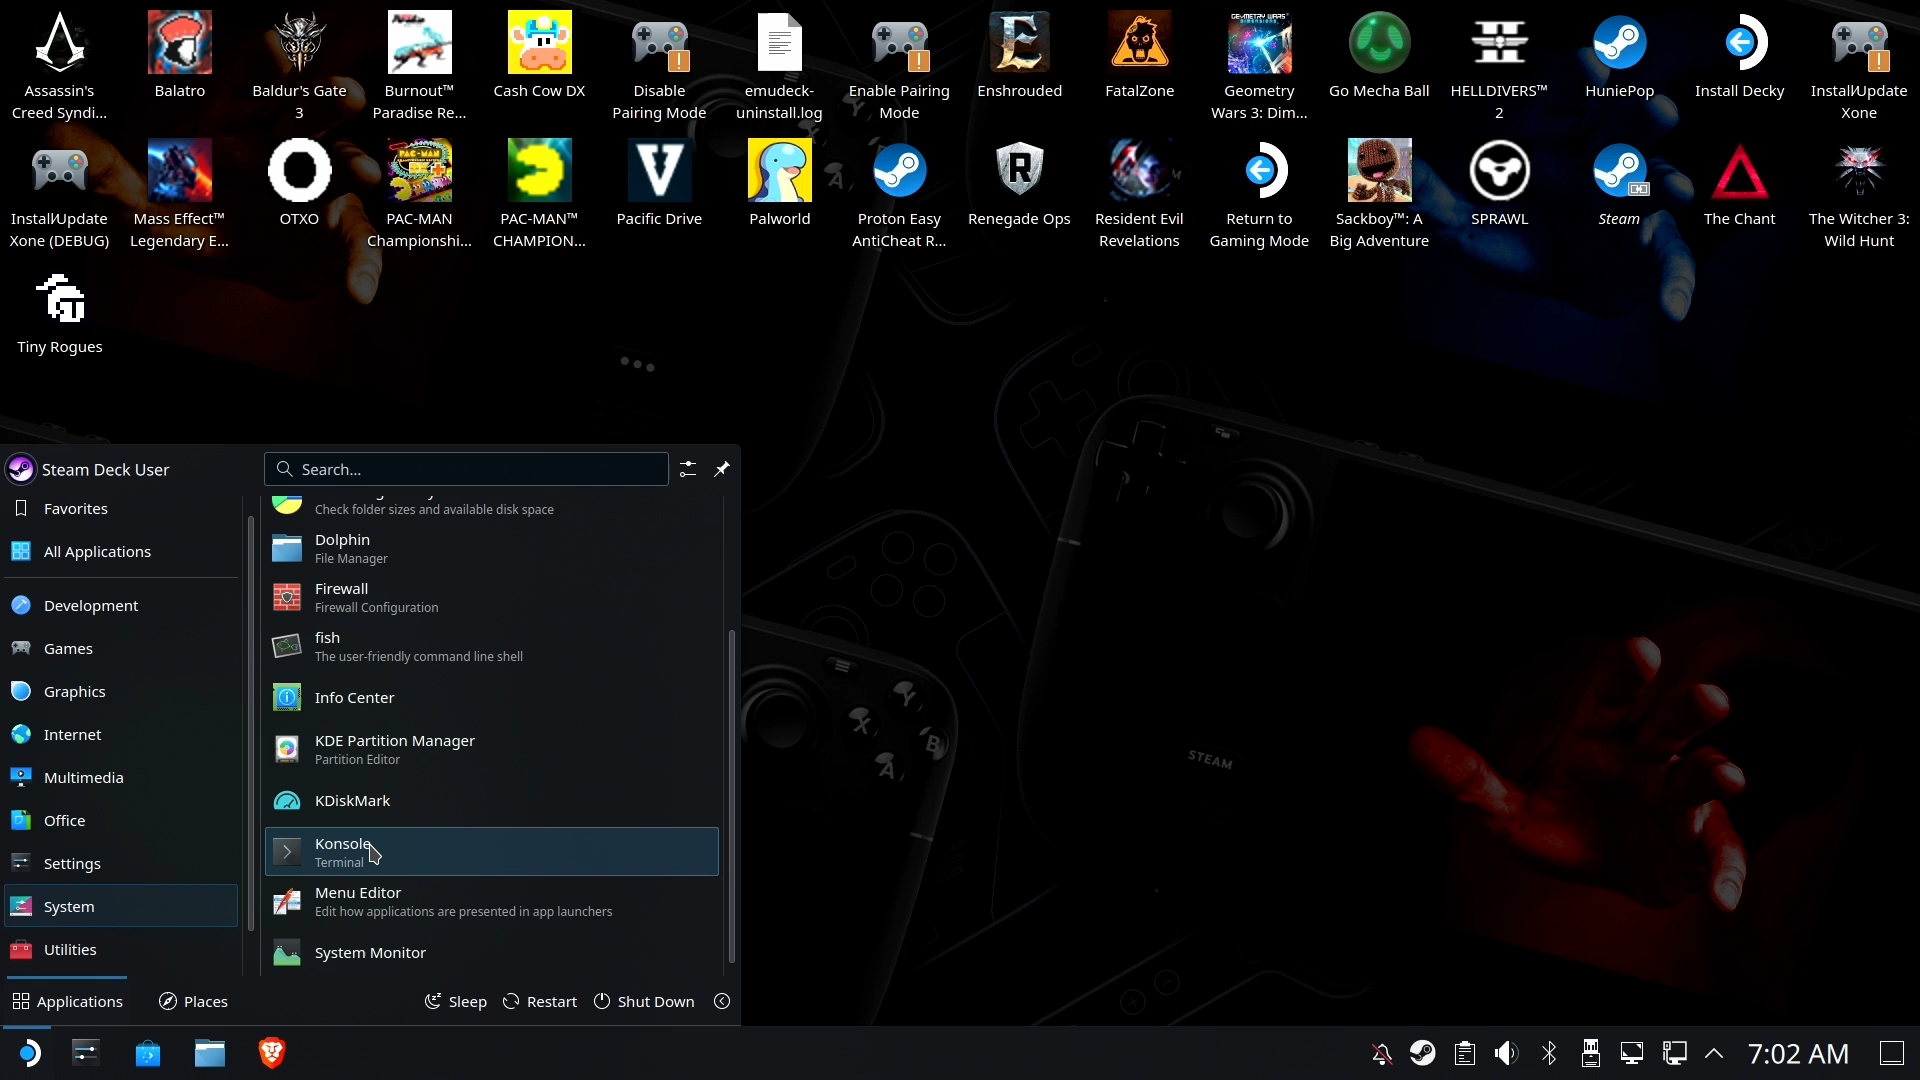 Assassin's
Creed Syndi...
Balatro
Baldur's Gate
3
Burnout™
Paradise Re...
Cash Cow DX
Disable
Pairing Mode
emudeck-
uninstall.log
Enable Pairing
Mode
Enshrouded
FatalZone
Geometry
Wars 3: Dim...
Go Mecha Ball
HELLDIVERS™
2
HuniePop
Install Decky
Install⁄Update
Xone
Install⁄Update
Xone (DEBUG)
Mass Effect™
Legendary E...
OTXO
PAC-MAN
Championshi...
PAC-MAN™
CHAMPION...
Pacific Drive
Palworld
Proton Easy
AntiCheat R...
Renegade Ops
Resident Evil
Revelations
Return to
Gaming Mode
Sackboy™: A
Big Adventure
SPRAWL
Steam
The Chant
The Witcher 3:
Wild Hunt
Tiny Rogues
Steam Deck User
Search...
Favorites
All Applications
Development
Games
Graphics
Internet
Multimedia
Office
Settings
System
Utilities
Check folder sizes and available disk space
Dolphin
File Manager
Firewall
Firewall Configuration
fish
The user-friendly command line shell
Info Center
KDE Partition Manager
Partition Editor
KDiskMark
Konsole
Terminal
Menu Editor
Edit how applications are presented in app launchers
System Monitor
Applications
Places
Sleep
Restart
Shut Down
Y
X
B
A
STEAM
7:02 AM